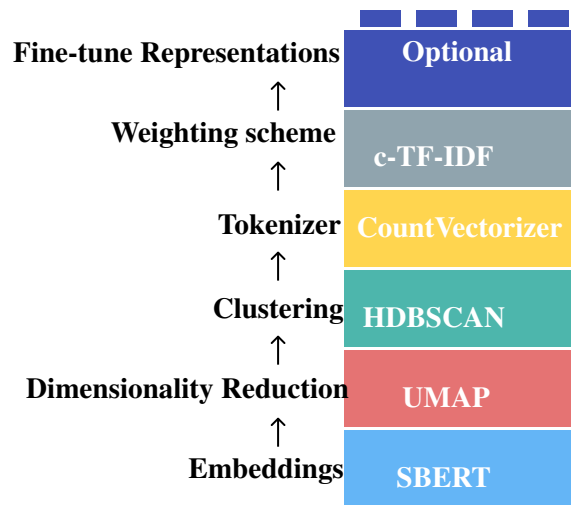 Fine-tune Representations Optional
Weighting scheme c-TF-IDF
Tokenizer CountVectorizer
Clustering HDBSCAN
Dimensionality Reduction UMAP
Embeddings SBERT